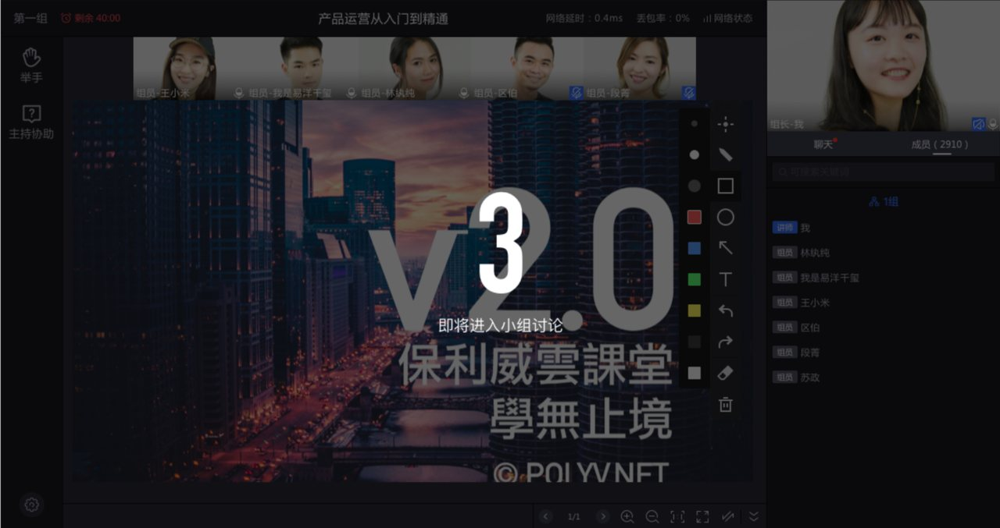 第一组
剩余 40:00
产品运营从入门到精通
网络延时：0.4ms
丢包率：0%
网络状态
举手
主持协助
组员-王小米
组员-我是易洋千玺
组员-林纨纯
组员-区伯
组员-段菁
组长-我
聊天
成员（2910）
可搜索关键词
1组
讲师 我
组员 林纨纯
组员 我是易洋千玺
组员 王小米
组员 区伯
组员 段菁
组员 苏政
v2.0
3
即将进入小组讨论
保利威雲課堂
學無止境
© POLYV.NET
T
1/1